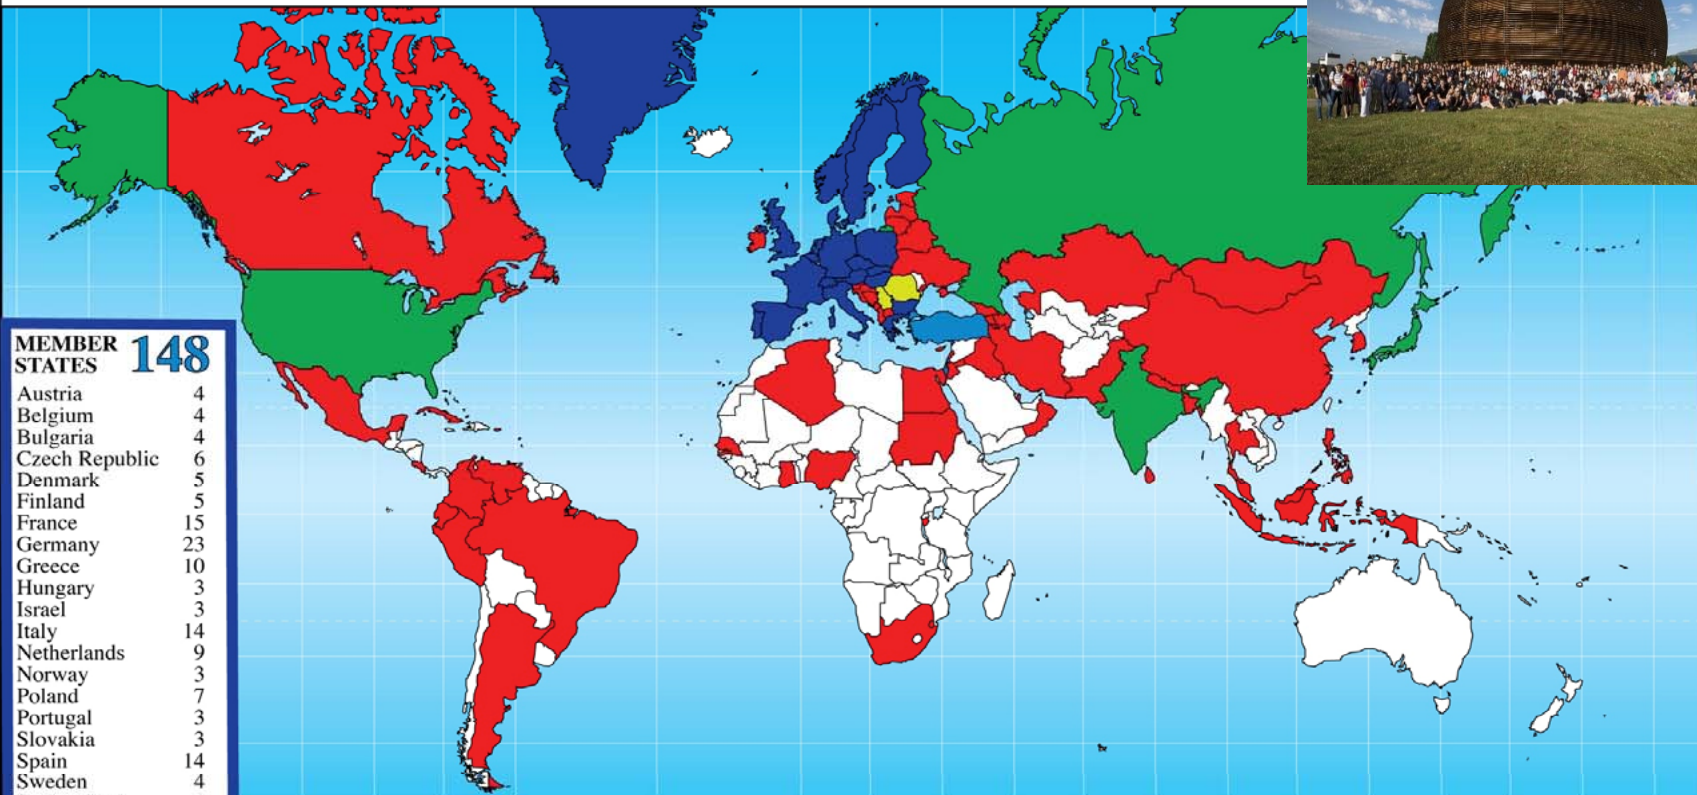 MEMBER STATES 148
Austria 4
Belgium 4
Bulgaria 4
Czech Republic 6
Denmark 5
Finland 5
France 15
Germany 23
Greece 10
Hungary 3
Israel 3
Italy 14
Netherlands 9
Norway 3
Poland 7
Portugal 3
Slovakia 3
Spain 14
Sweden 4